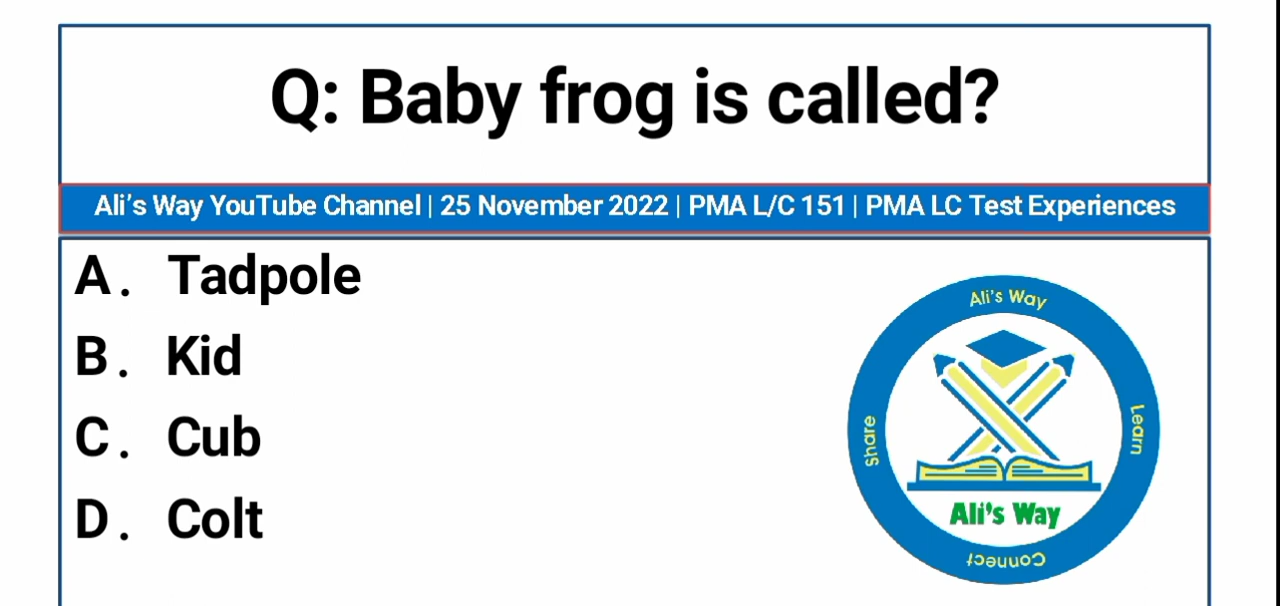 Q: Baby frog is called?
Ali's Way YouTube Channel | 25 November 2022 | PMA L/C 151 | PMA LC Test Experiences
A. Tadpole
B. Kid
C. Cub
D. Colt
Ali's Way
Share
Learn
Ali's Way
Connect